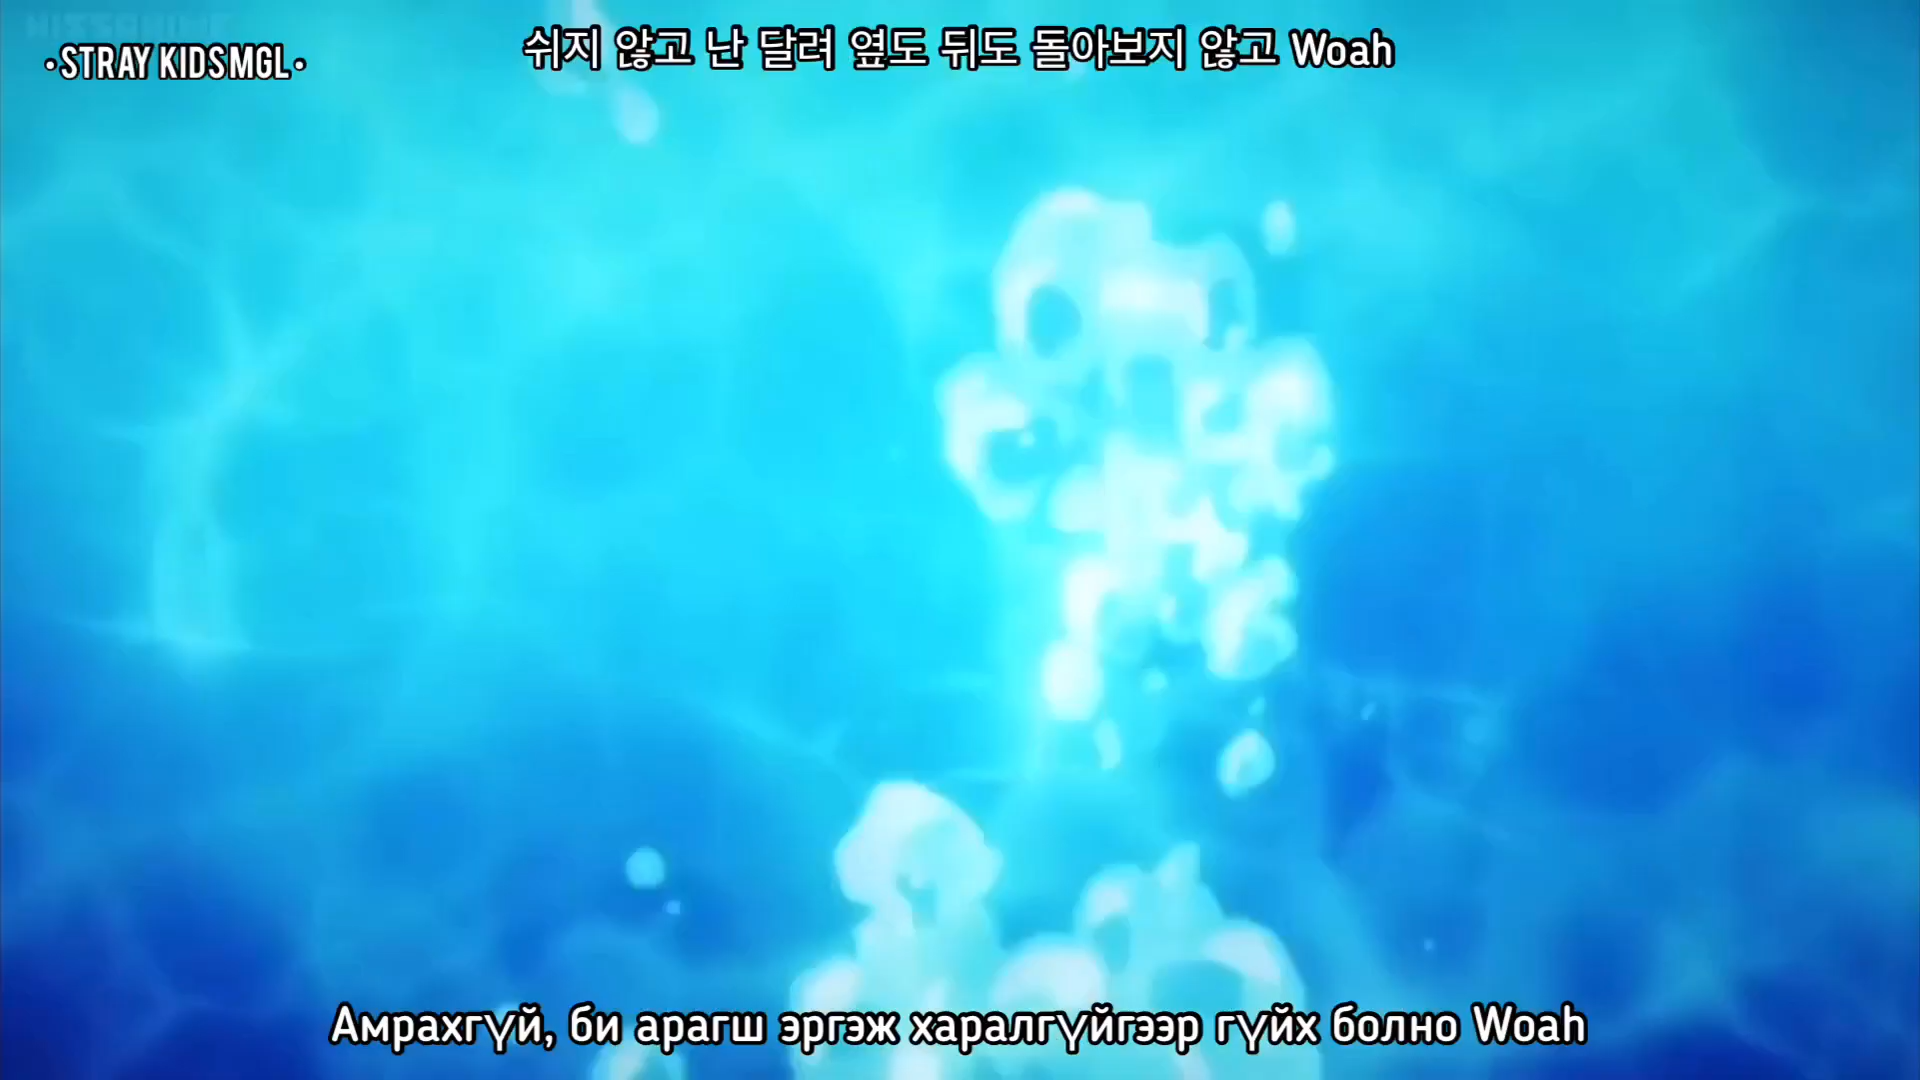 •STRAY KIDSMGL•
쉬지 않고 난 달려 옆도 뒤도 돌아보지 않고 Woah
Амрахгүй, би арагш эргэж харалгүйгээр гүйх болно Woah